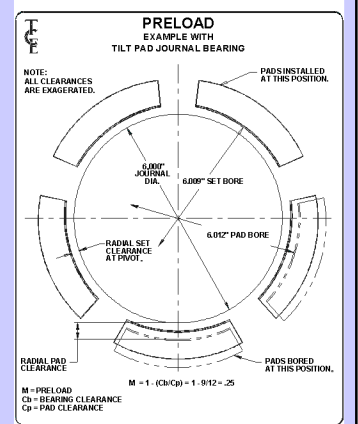 TCE
PRELOAD
EXAMPLE WITH
TILT PAD JOURNAL BEARING
NOTE:
ALL CLEARANCES
ARE EXAGERATED.
PADS INSTALLED
AT THIS POSITION.
6.000"
JOURNAL
DIA.
6.009" SET BORE
6.012" PAD BORE
RADIAL SET
CLEARANCE
AT PIVOT.
RADIAL PAD
CLEARANCE
PADS BORED
AT THIS POSITION.
M = 1 - (Cb/Cp) = 1 - 9/12 = .25
M = PRELOAD
Cb = BEARING CLEARANCE
Cp = PAD CLEARANCE